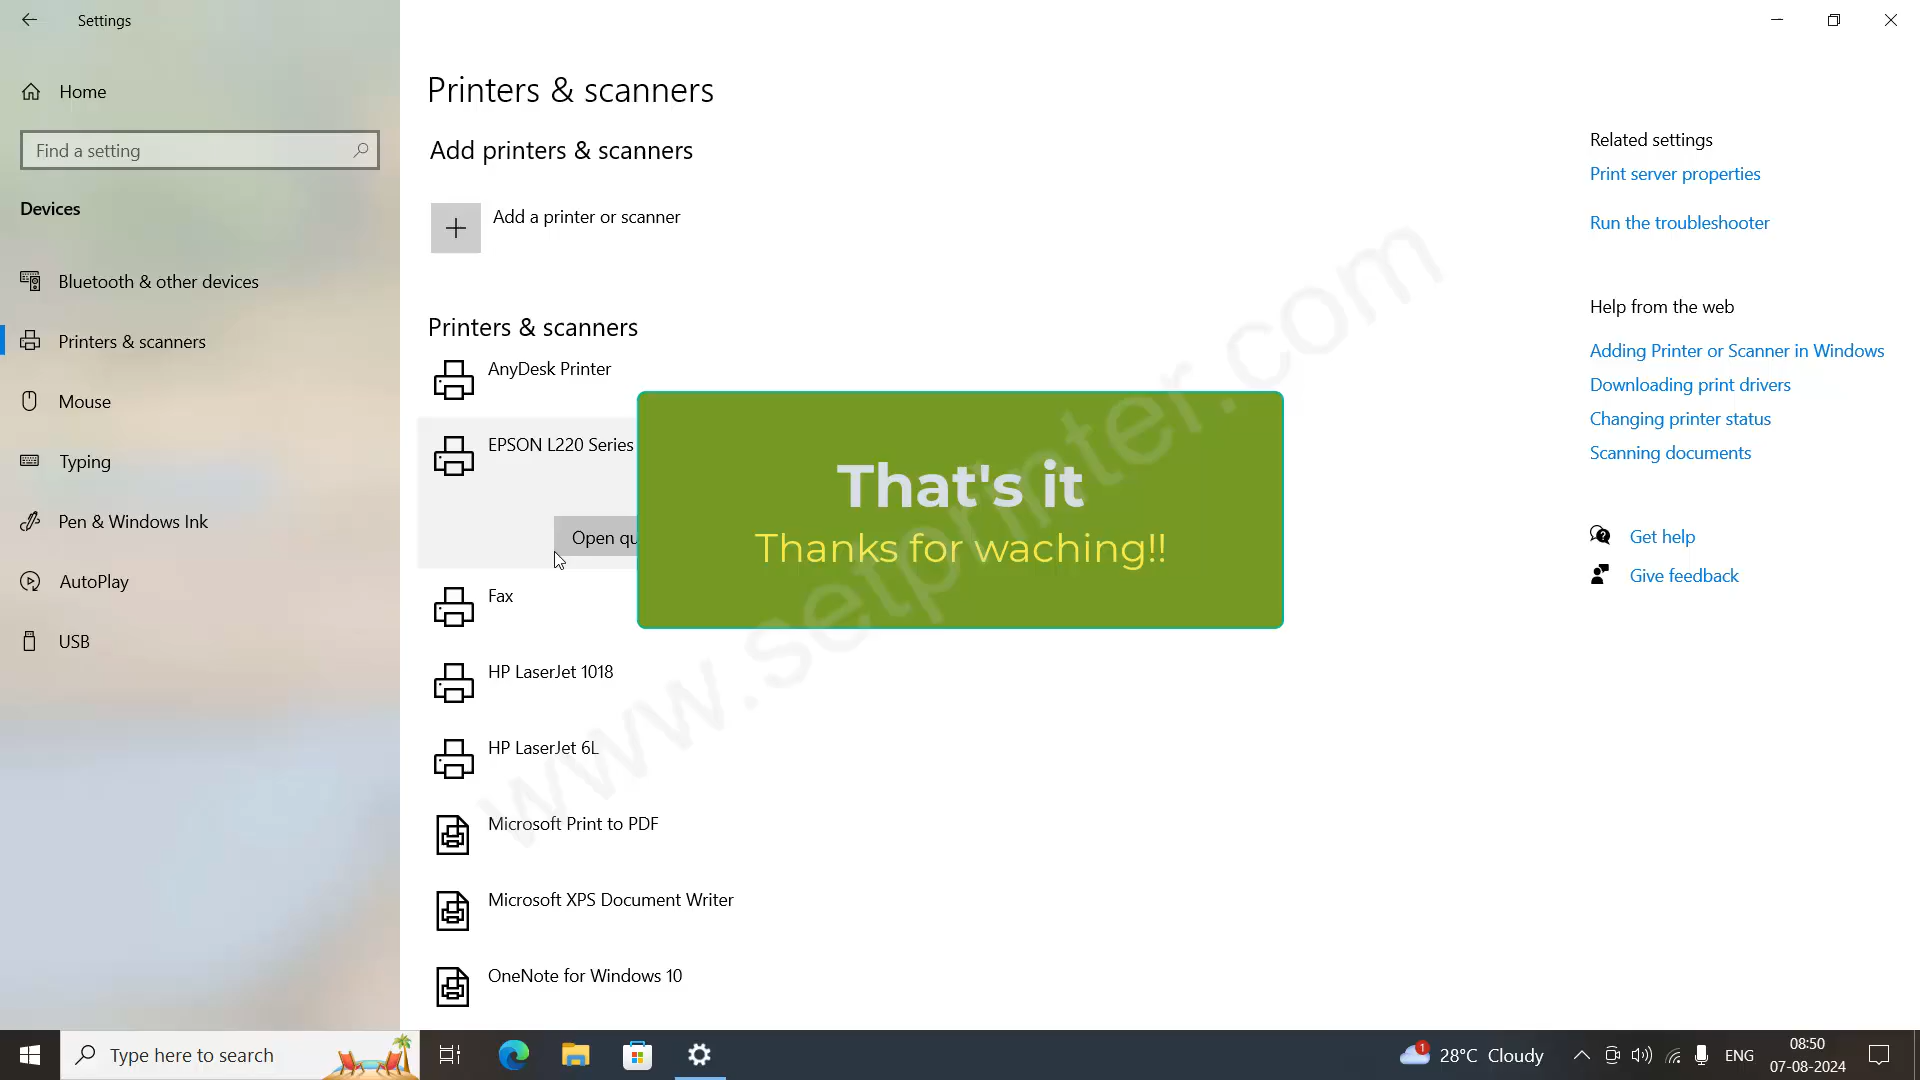 Settings
Home
Find a setting
Devices
Bluetooth & other devices
Printers & scanners
Mouse
Typing
Pen & Windows Ink
AutoPlay
USB
Printers & scanners
Add printers & scanners
Add a printer or scanner
Printers & scanners
AnyDesk Printer
EPSON L220 Series
Open qu
Fax
HP LaserJet 1018
HP LaserJet 6L
Microsoft Print to PDF
Microsoft XPS Document Writer
OneNote for Windows 10
That's it
Thanks for waching!!
www.setprinter.com
Related settings
Print server properties
Run the troubleshooter
Help from the web
Adding Printer or Scanner in Windows
Downloading print drivers
Changing printer status
Scanning documents
Get help
Give feedback
Type here to search
1
28°C Cloudy
ENG
08:50
07-08-2024